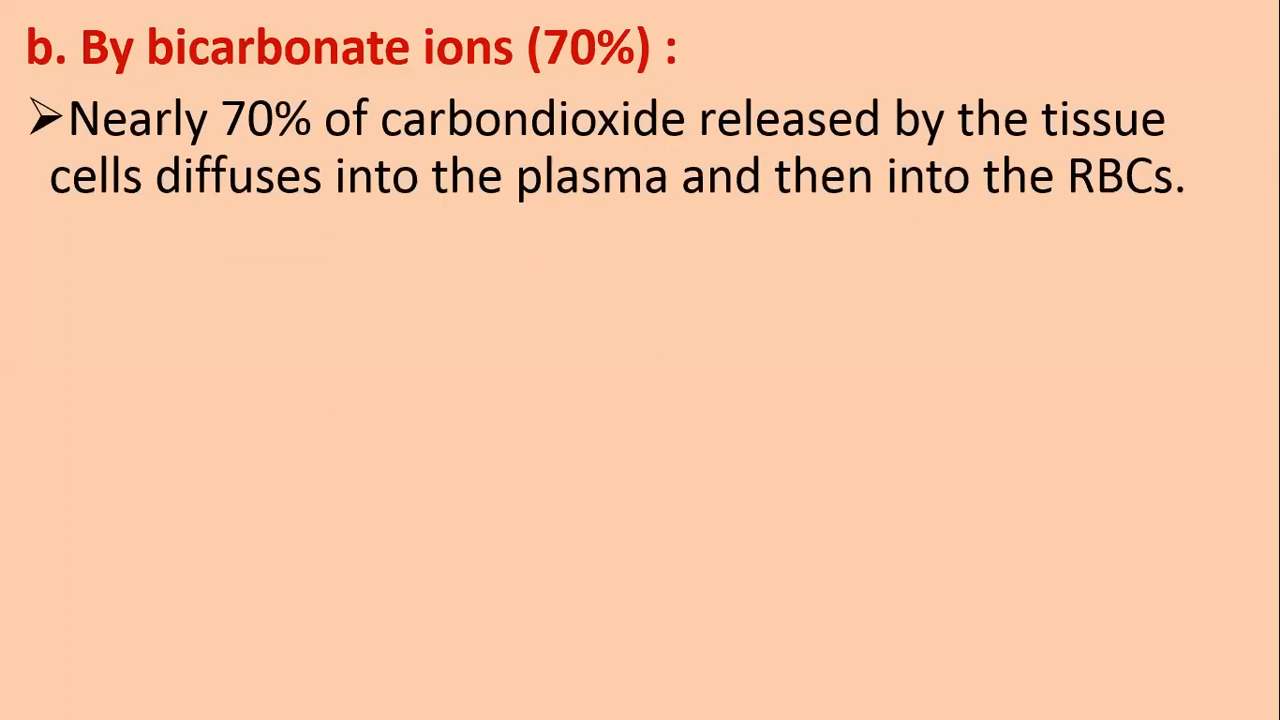 b. By bicarbonate ions (70%) :
➢Nearly 70% of carbondioxide released by the tissue
cells diffuses into the plasma and then into the RBCs.